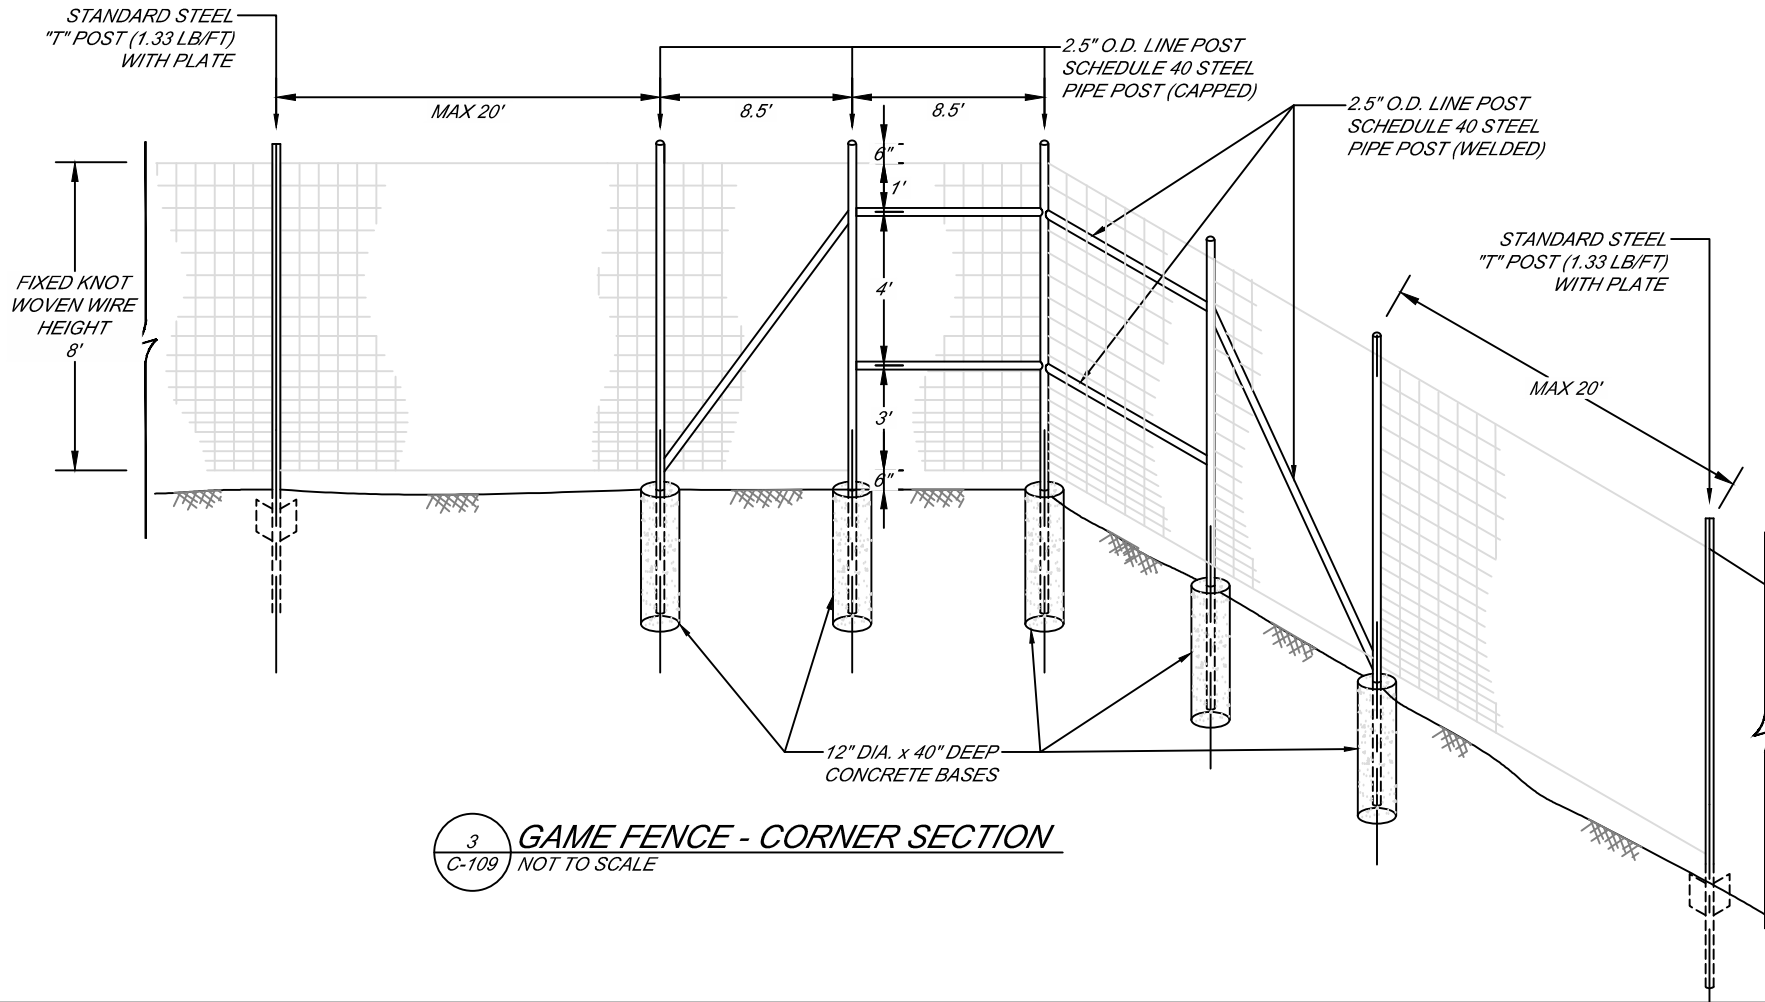 STANDARD STEEL
"T" POST (1.33 LB/FT)
WITH PLATE
2.5" O.D. LINE POST
SCHEDULE 40 STEEL
PIPE POST (CAPPED)
2.5" O.D. LINE POST
SCHEDULE 40 STEEL
PIPE POST (WELDED)
MAX 20'
8.5'
8.5'
6"
1'
4'
3'
6"
FIXED KNOT
WOVEN WIRE
HEIGHT
8'
STANDARD STEEL
"T" POST (1.33 LB/FT)
WITH PLATE
MAX 20'
12" DIA. x 40" DEEP
CONCRETE BASES
3
C-109
GAME FENCE - CORNER SECTION
NOT TO SCALE